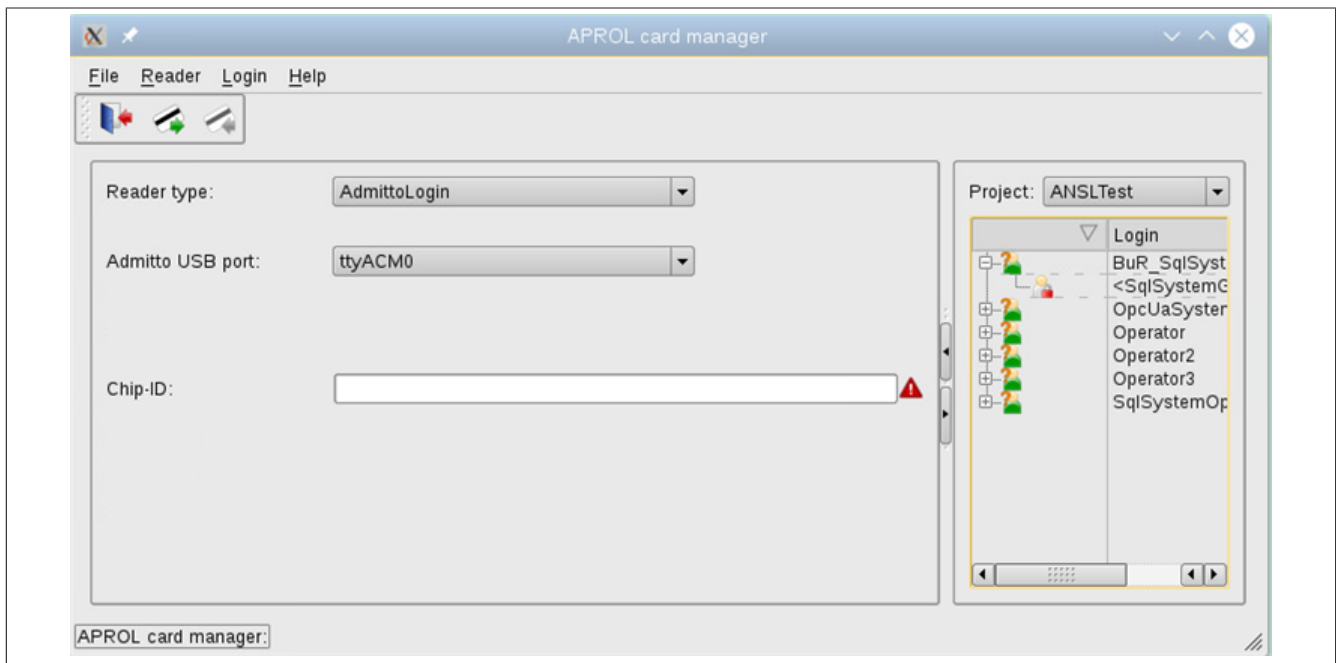 APROL card manager
File Reader Login Help
Reader type: AdmittoLogin
Project: ANSLTest
Admitto USB port: ttyACM0
Login
BuR_SqlSyst
<SqlSystemG
OpcUaSyster
Operator
Operator2
Operator3
SqlSystemOp
Chip-ID:
APROL card manager: